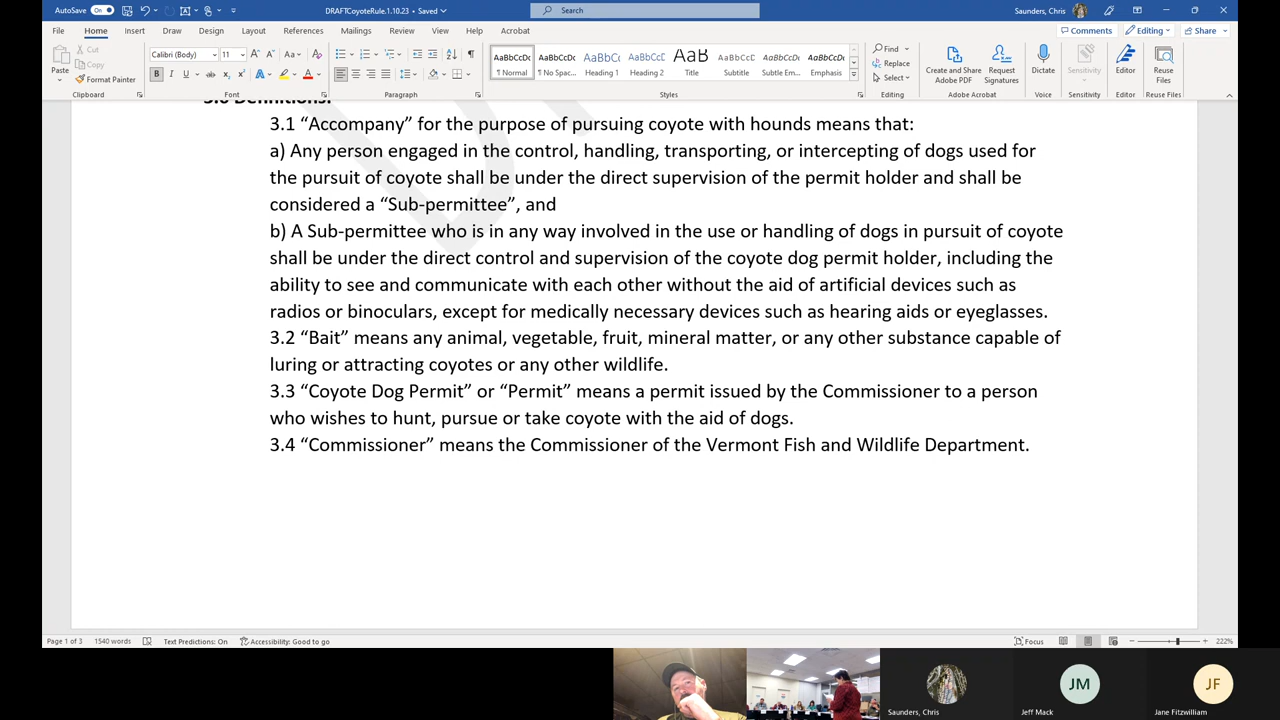 AutoSave On
DRAFTCoyoteRule.1.10.23 • Saved
Search
Saunders, Chris
File Home Insert Draw Design Layout References Mailings Review View Help Acrobat
Comments Editing Share
Paste Cut Copy Format Painter
Calibri (Body) 11
AaBbCcDc AaBbCcDc AaBbCc AaBbCcD AaB AaBbCcD AaBbCcDc AaBbCcDc
¶ Normal ¶ No Spac... Heading 1 Heading 2 Title Subtitle Subtle Em... Emphasis
Find Replace Select
Create and Share Adobe PDF Request Signatures Dictate Sensitivity Editor Reuse Files
Clipboard Font Paragraph Styles Editing Adobe Acrobat Voice Sensitivity Editor Reuse Files
3.0 Definitions.
3.1 “Accompany” for the purpose of pursuing coyote with hounds means that:
a) Any person engaged in the control, handling, transporting, or intercepting of dogs used for
the pursuit of coyote shall be under the direct supervision of the permit holder and shall be
considered a “Sub-permittee”, and
b) A Sub-permittee who is in any way involved in the use or handling of dogs in pursuit of coyote
shall be under the direct control and supervision of the coyote dog permit holder, including the
ability to see and communicate with each other without the aid of artificial devices such as
radios or binoculars, except for medically necessary devices such as hearing aids or eyeglasses.
3.2 “Bait” means any animal, vegetable, fruit, mineral matter, or any other substance capable of
luring or attracting coyotes or any other wildlife.
3.3 “Coyote Dog Permit” or “Permit” means a permit issued by the Commissioner to a person
who wishes to hunt, pursue or take coyote with the aid of dogs.
3.4 “Commissioner” means the Commissioner of the Vermont Fish and Wildlife Department.
Page 1 of 3 1540 words Text Predictions: On Accessibility: Good to go Focus 222%
JM JF
Saunders, Chris Jeff Mack Jane Fitzwilliam